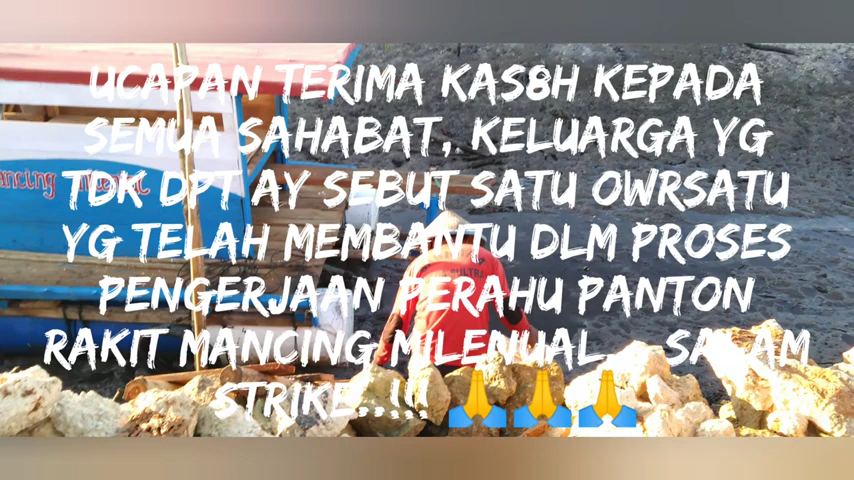 UCAPAN TERIMA KAS8H KEPADA
SEMUA SAHABAT, KELUARGA YG
TDK DPT AY SEBUT SATU OWRSATU
YG TELAH MEMBANTU DLM PROSES
PENGERJAAN PERAHU PANTON
RAKIT MANCING MILENUAL... SALAM
STRIKE..!!! 🙏🙏🙏